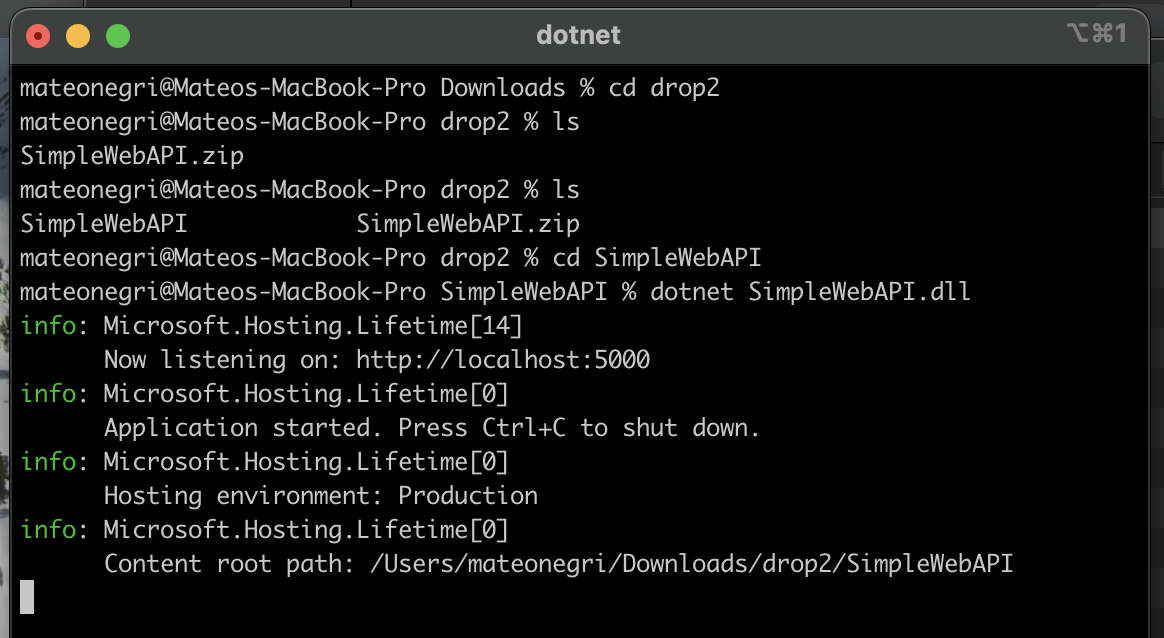 dotnet
⌥⌘1
mateonegri@Mateos-MacBook-Pro Downloads % cd drop2
mateonegri@Mateos-MacBook-Pro drop2 % ls
SimpleWebAPI.zip
mateonegri@Mateos-MacBook-Pro drop2 % ls
SimpleWebAPI            SimpleWebAPI.zip
mateonegri@Mateos-MacBook-Pro drop2 % cd SimpleWebAPI
mateonegri@Mateos-MacBook-Pro SimpleWebAPI % dotnet SimpleWebAPI.dll
info: Microsoft.Hosting.Lifetime[14]
      Now listening on: http://localhost:5000
info: Microsoft.Hosting.Lifetime[0]
      Application started. Press Ctrl+C to shut down.
info: Microsoft.Hosting.Lifetime[0]
      Hosting environment: Production
info: Microsoft.Hosting.Lifetime[0]
      Content root path: /Users/mateonegri/Downloads/drop2/SimpleWebAPI